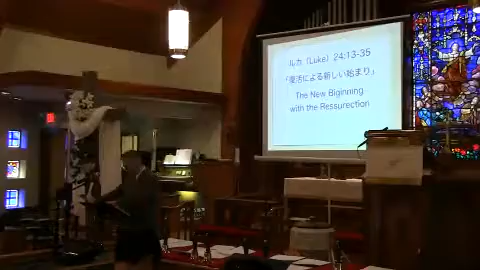 ルカ (Luke) 24:13-35
「復活による新しい始まり」
The New Biginning
with the Ressurection
EXIT